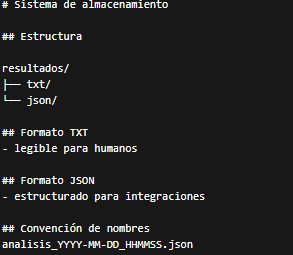 # Sistema de almacenamiento
## Estructura
resultados/
├── txt/
└── json/
## Formato TXT
- legible para humanos
## Formato JSON
- estructurado para integraciones
## Convención de nombres
analisis_YYYY-MM-DD_HHMMSS.json